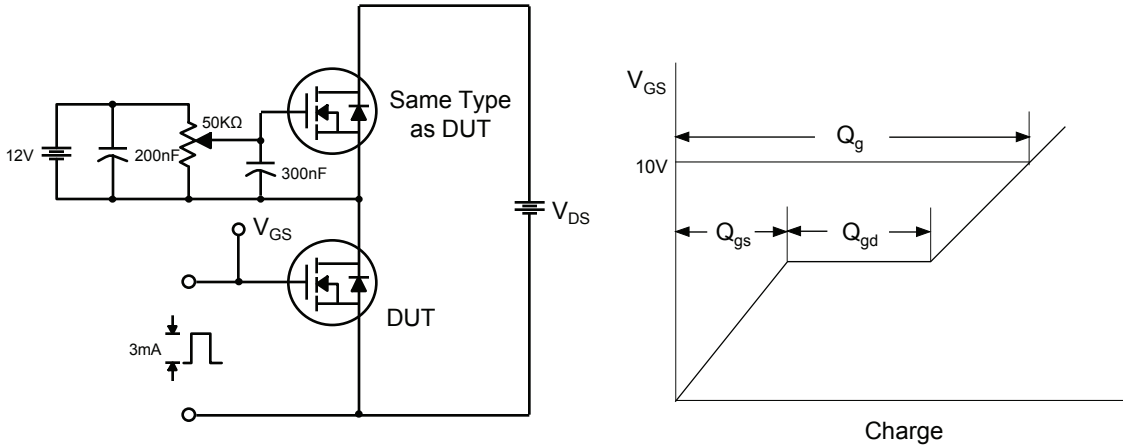 12V
200nF
50KΩ
300nF
Same Type
as DUT
V_DS
V_GS
DUT
3mA
V_GS
10V
Q_g
Q_gs
Q_gd
Charge